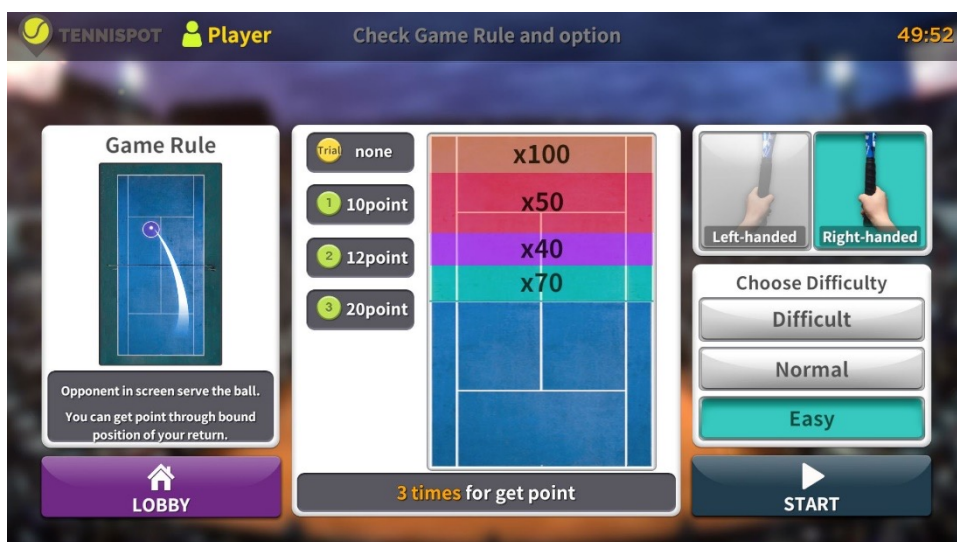 TENNISPOT
Player
Check Game Rule and option
49:52
Game Rule
Opponent in screen serve the ball.
You can get point through bound
position of your return.
LOBBY
Trial none
1 10point
2 12point
3 20point
x100
x50
x40
x70
3 times for get point
Left-handed
Right-handed
Choose Difficulty
Difficult
Normal
Easy
START